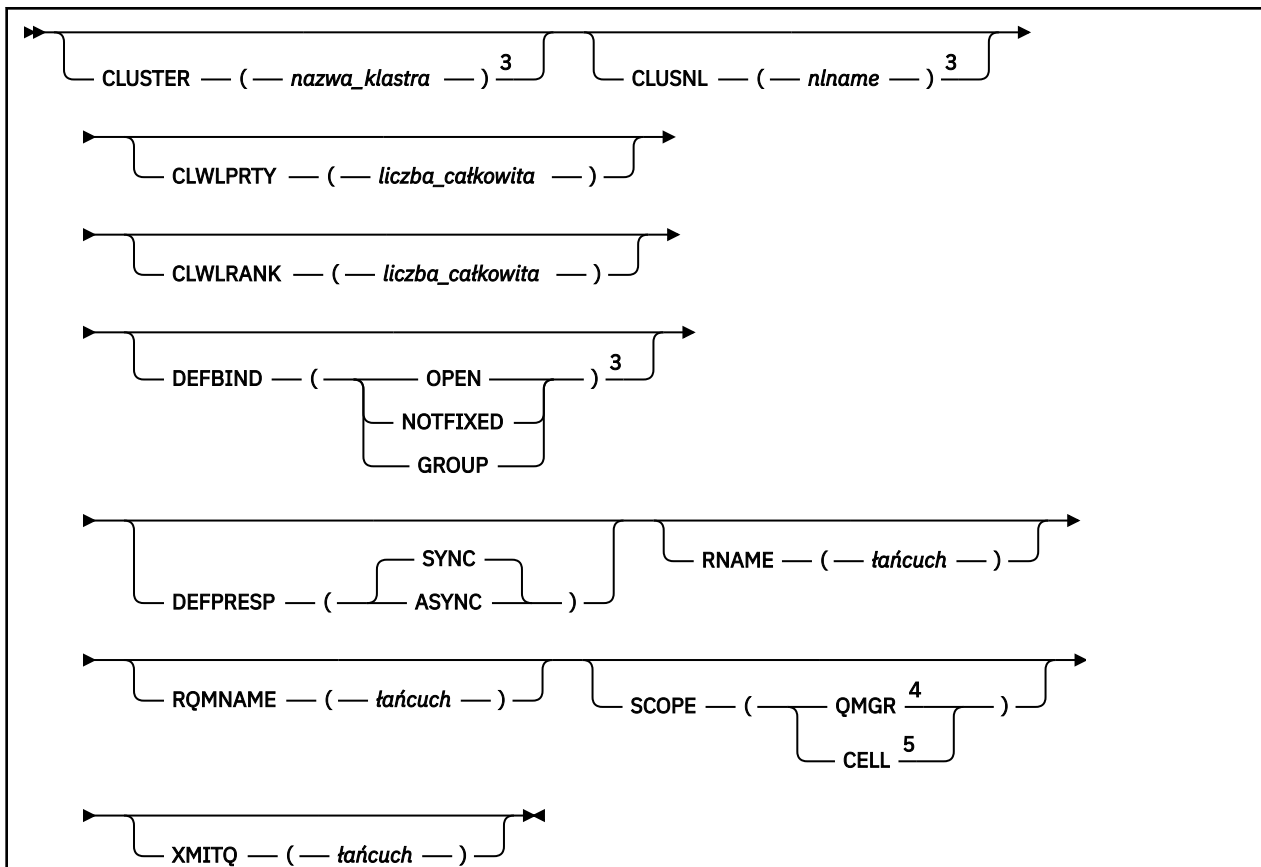 CLUSTER ( nazwa_klastra ) 3 CLUSNL ( nlname ) 3
CLWLPRTY ( liczba_całkowita )
CLWLRANK ( liczba_całkowita )
DEFBIND ( OPEN ) 3
NOTFIXED
GROUP
SYNC
DEFPRESP ( ASYNC )
RNAME ( łańcuch )
RQMNAME ( łańcuch )
SCOPE ( QMGR 4 )
CELL 5
XMITQ ( łańcuch )